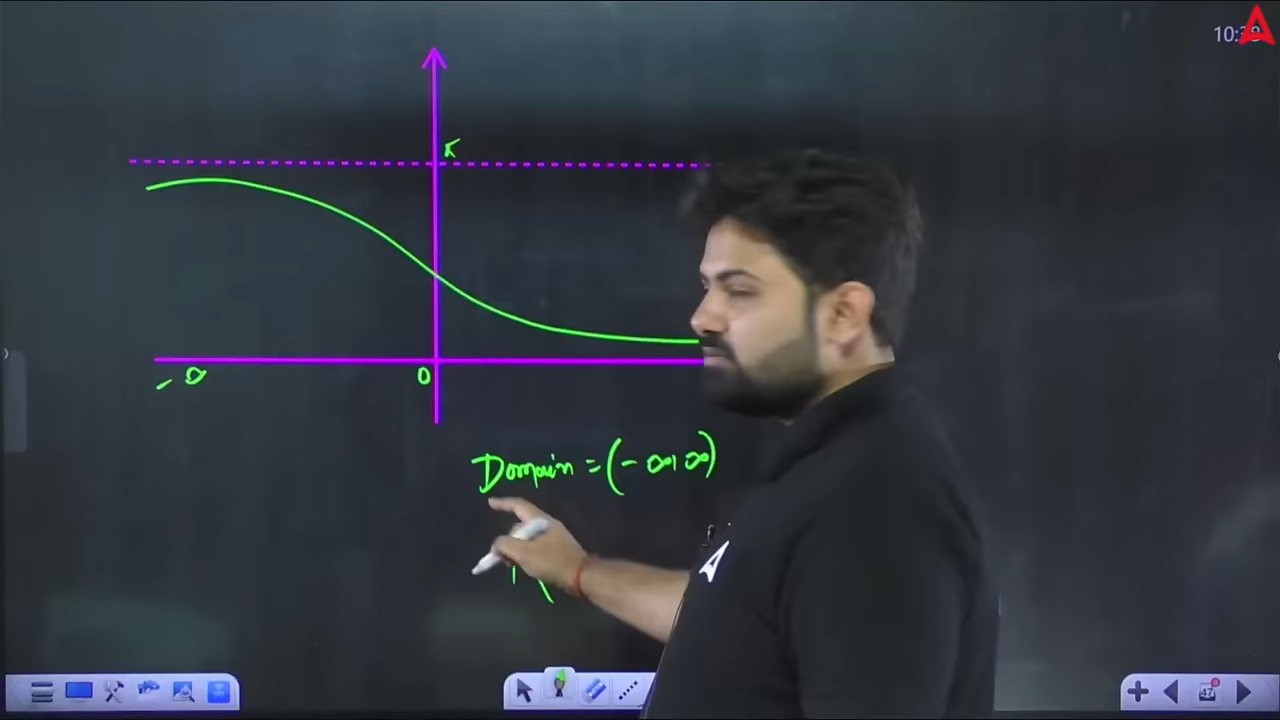 π
- ∞
0
Domain = (-∞, ∞)